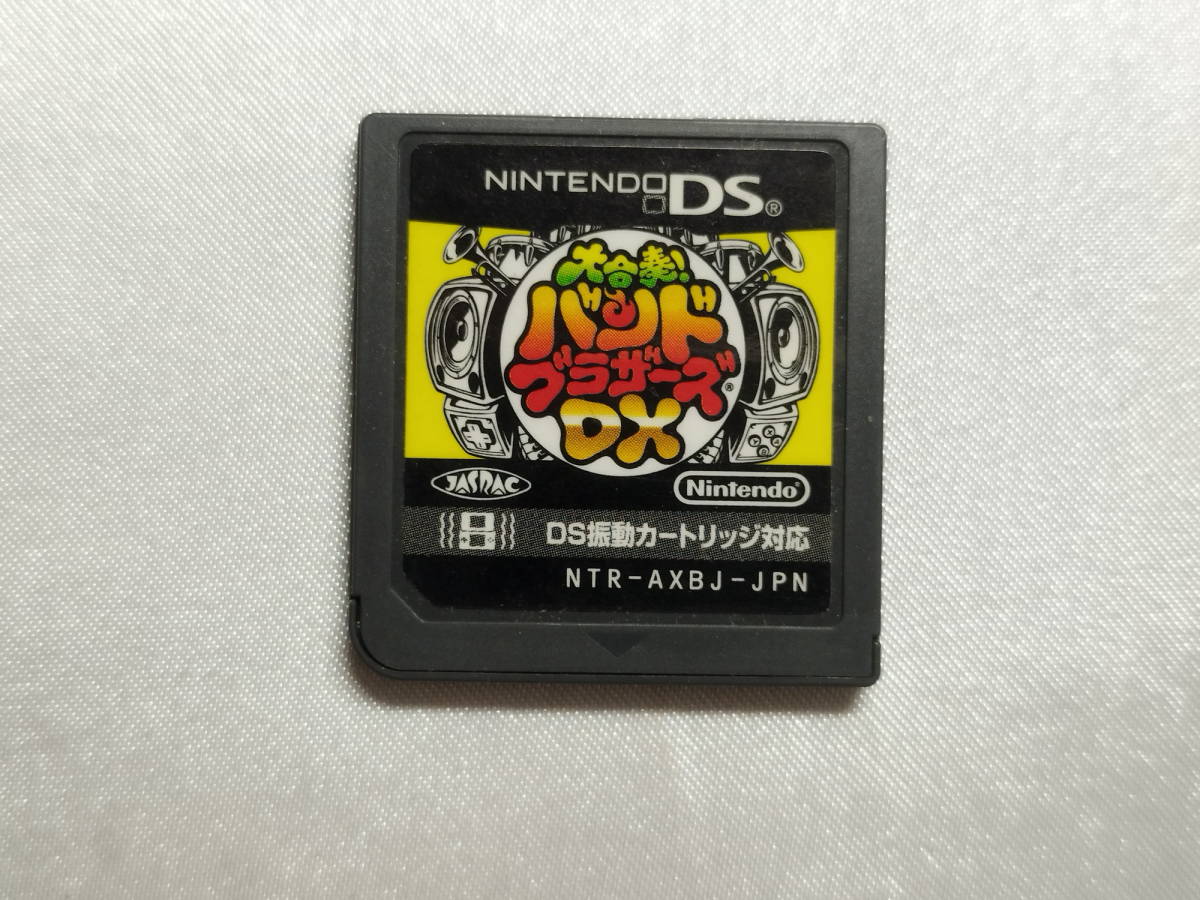 NINTENDO DS®
大合奏!
バンド
ブラザーズ®
DX
JASRAC
Nintendo®
DS振動カートリッジ対応
NTR-AXBJ-JPN